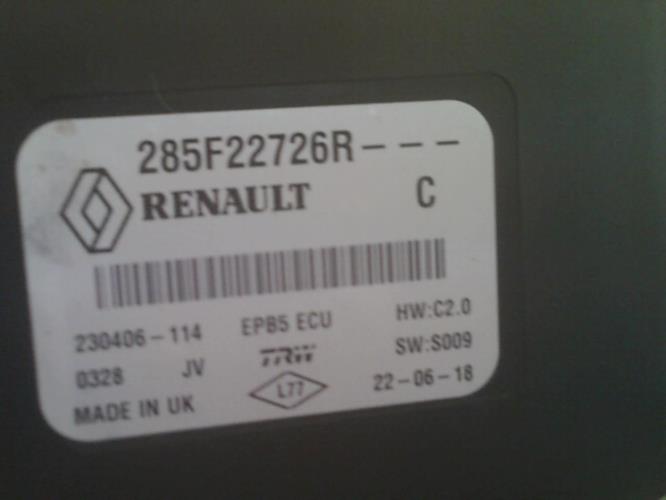 285F22726R---
RENAULT C
230406-114 EPB5 ECU HW:C2.0
0328 JV TRW SW:S009
MADE IN UK L77 22-06-18